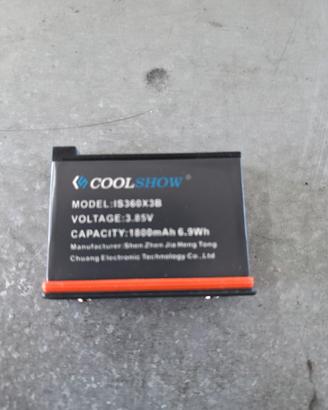 COOLSHOW®
MODEL:IS360X3B
VOLTAGE:3.85V
CAPACITY:1800mAh 6.9Wh
Manufacturer:Shen Zhen Jia Heng Tong
Chuang Electronic Technology Co.,Ltd